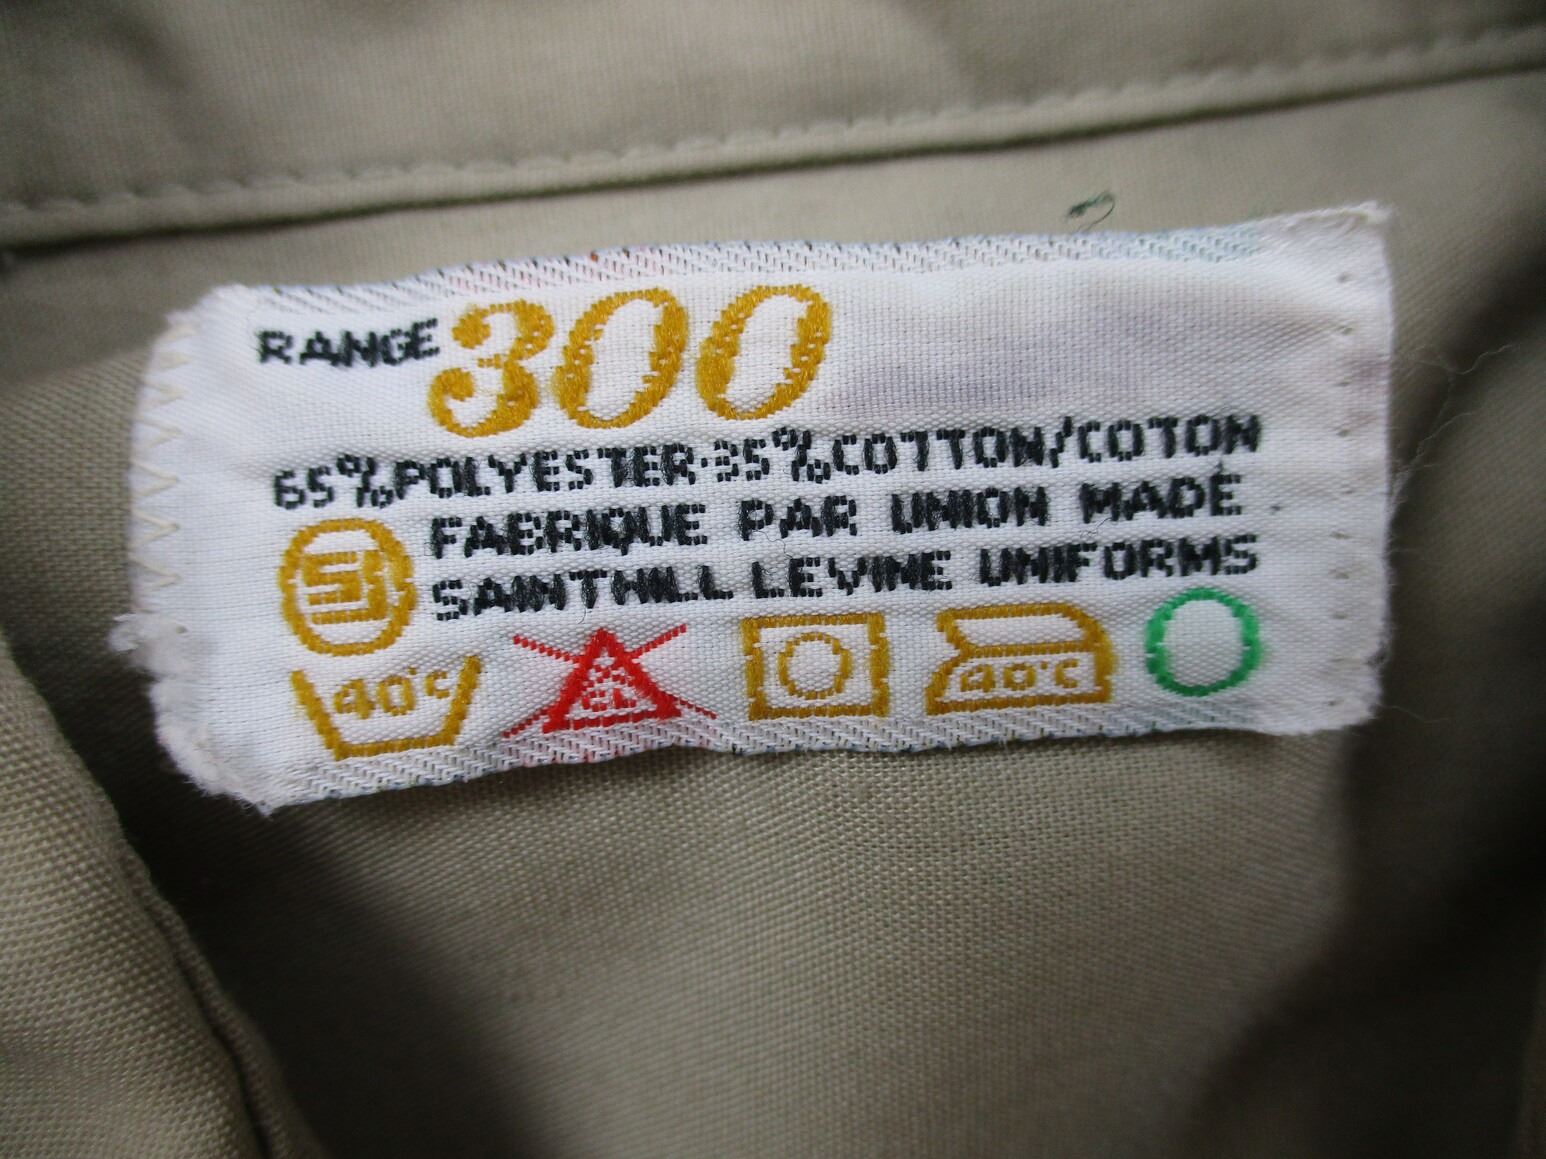 RANGE 300
65% POLYESTER·35% COTTON/COTON
FABRIQUE PAR UNION MADE
SAINTHILL LEVINE UNIFORMS
40°C 40°C